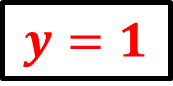 y = 1